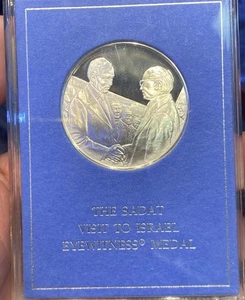 THE SADAT
VISIT TO ISRAEL
EYEWITNESS® MEDAL